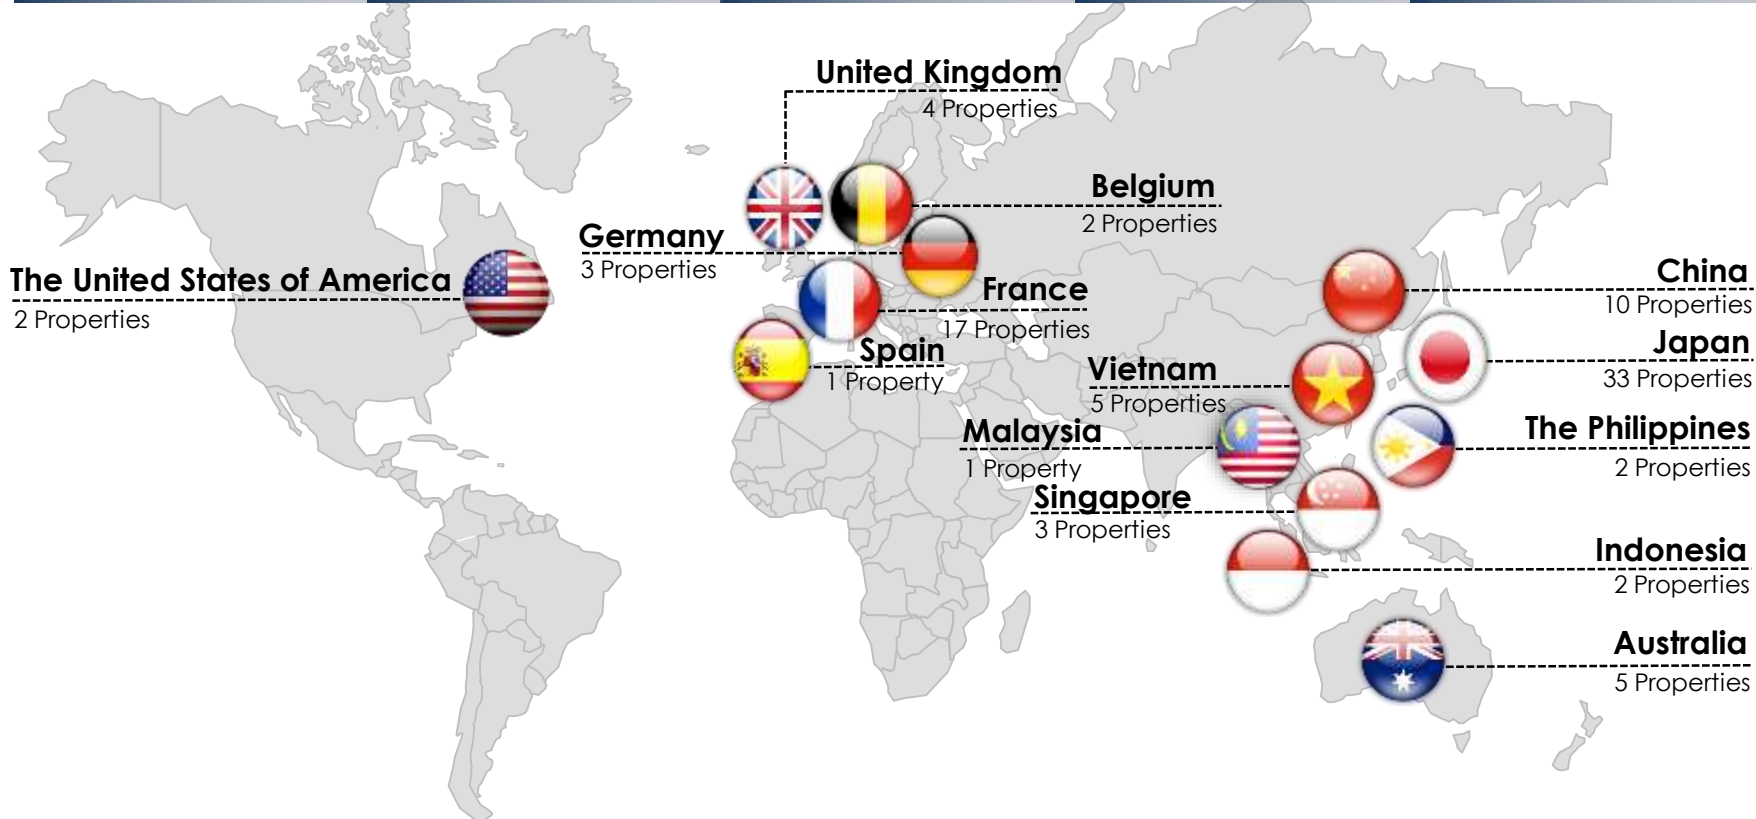 United Kingdom
4 Properties
Belgium
2 Properties
Germany
3 Properties
The United States of America
2 Properties
France
17 Properties
Spain
1 Property
China
10 Properties
Japan
33 Properties
Vietnam
5 Properties
Malaysia
1 Property
The Philippines
2 Properties
Singapore
3 Properties
Indonesia
2 Properties
Australia
5 Properties